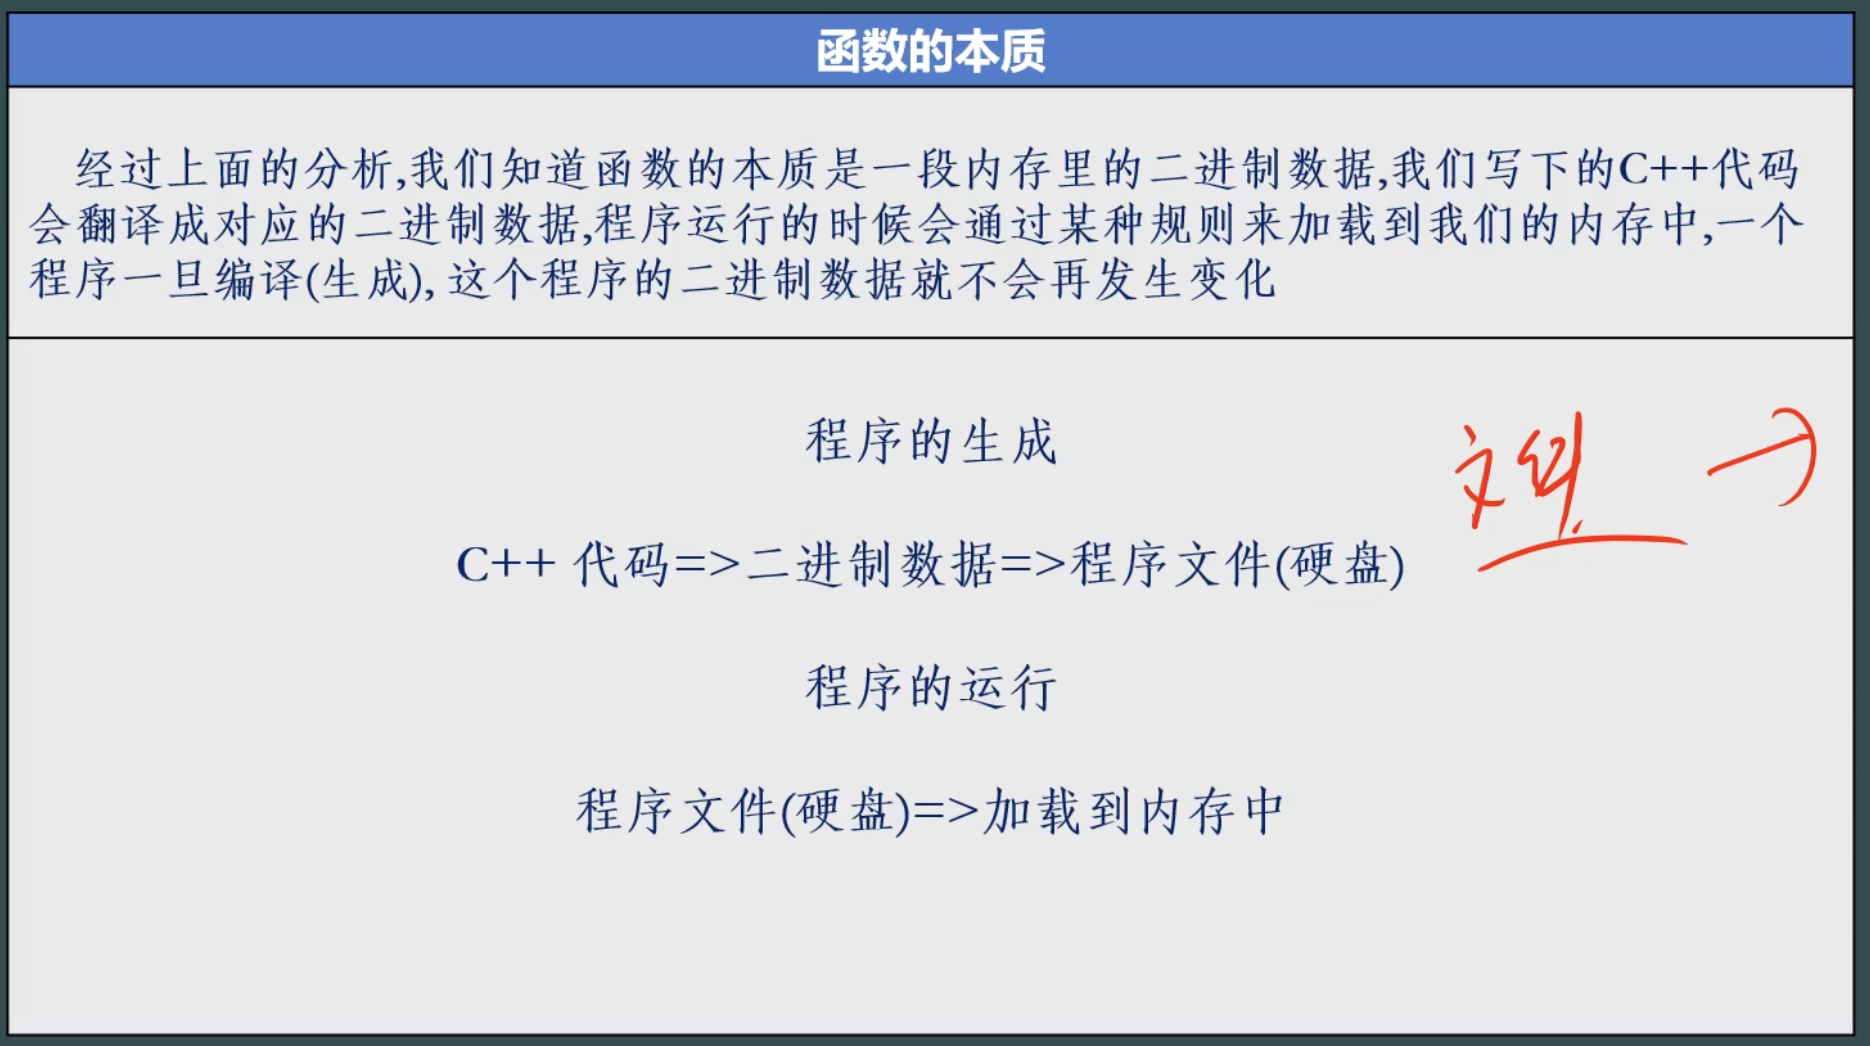 函数的本质
经过上面的分析,我们知道函数的本质是一段内存里的二进制数据,我们写下的C++代码
会翻译成对应的二进制数据,程序运行的时候会通过某种规则来加载到我们的内存中,一个
程序一旦编译(生成), 这个程序的二进制数据就不会再发生变化
程序的生成
文件 →
C++ 代码=>二进制数据=>程序文件(硬盘)
程序的运行
程序文件(硬盘)=>加载到内存中